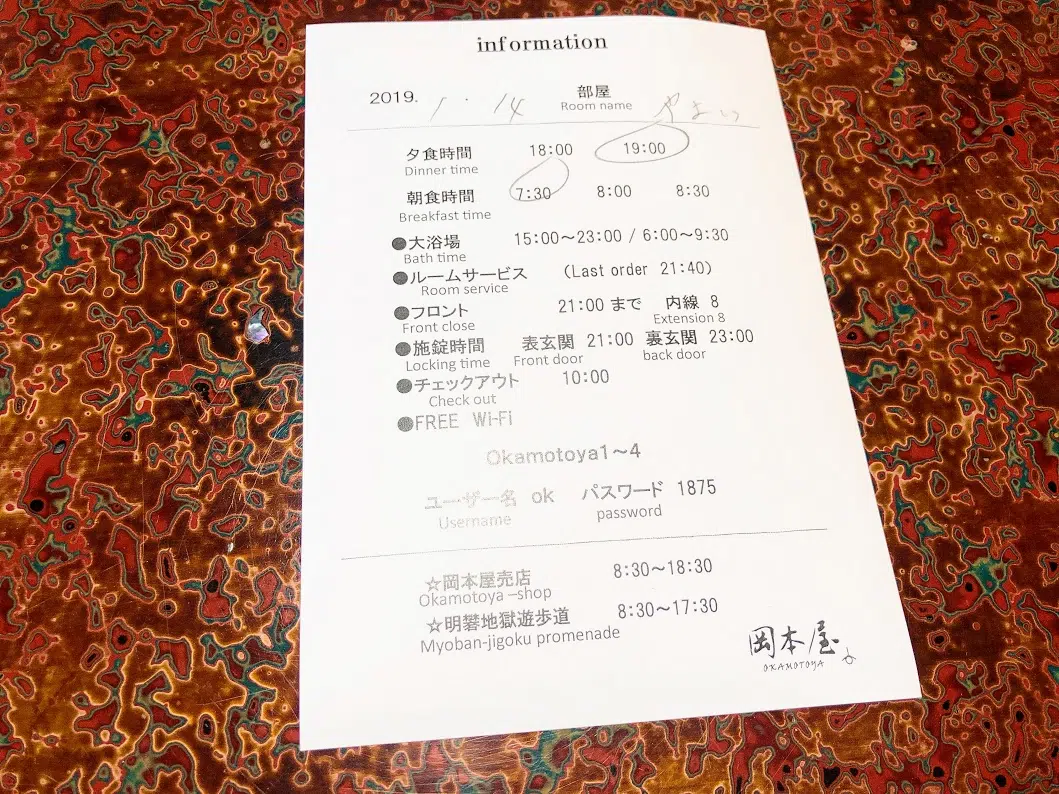 information
2019. 1 · 14 部屋 やよい
Room name
夕食時間 18:00 19:00
Dinner time
朝食時間 7:30 8:00 8:30
Breakfast time
●大浴場 15:00～23:00 / 6:00～9:30
Bath time
●ルームサービス (Last order 21:40)
Room service
●フロント 21:00 まで 内線 8
Front close Extension 8
●施錠時間 表玄関 21:00 裏玄関 23:00
Locking time Front door back door
●チェックアウト 10:00
Check out
●FREE Wi-Fi
Okamotoya1～4
ユーザー名 ok パスワード 1875
Username password
☆岡本屋売店 8:30～18:30
Okamotoya –shop
☆明礬地獄遊歩道 8:30～17:30
Myoban-jigoku promenade
岡本屋
OKAMOTOYA